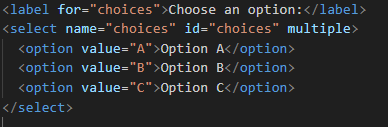 <label for="choices">Choose an option:</label>
<select name="choices" id="choices" multiple>
  <option value="A">Option A</option>
  <option value="B">Option B</option>
  <option value="C">Option C</option>
</select>